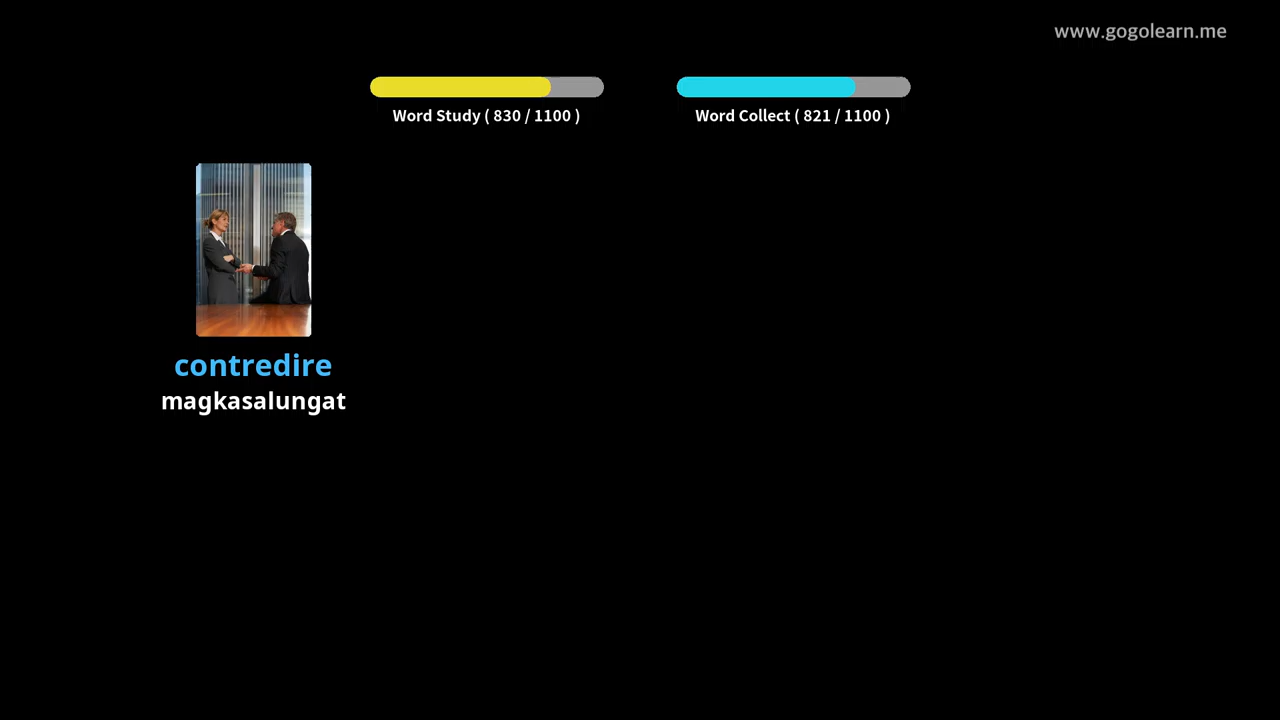 www.gogolearn.me
Word Study ( 830 / 1100 )
Word Collect ( 821 / 1100 )
contredire
magkasalungat